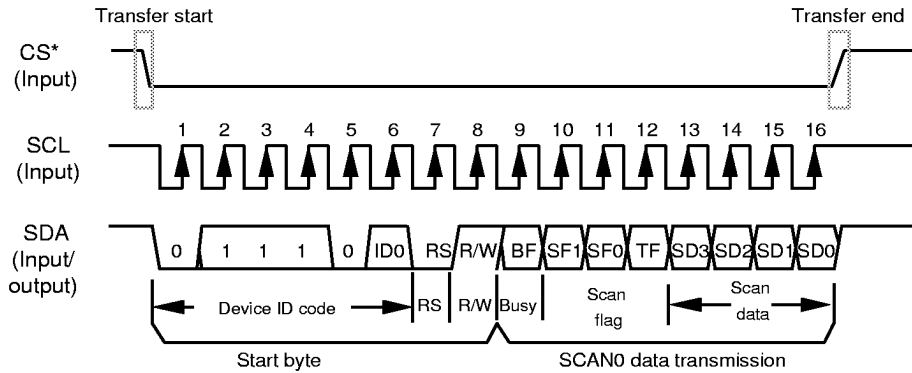 Transfer start Transfer end
CS*
(Input)
1 2 3 4 5 6 7 8 9 10 11 12 13 14 15 16
SCL
(Input)
SDA
(Input/
output)
0 1 1 1 0 ID0 RS R/W BF SF1 SF0 TF SD3 SD2 SD1 SD0
Device ID code RS R/W Busy Scan flag Scan data
Start byte SCAN0 data transmission